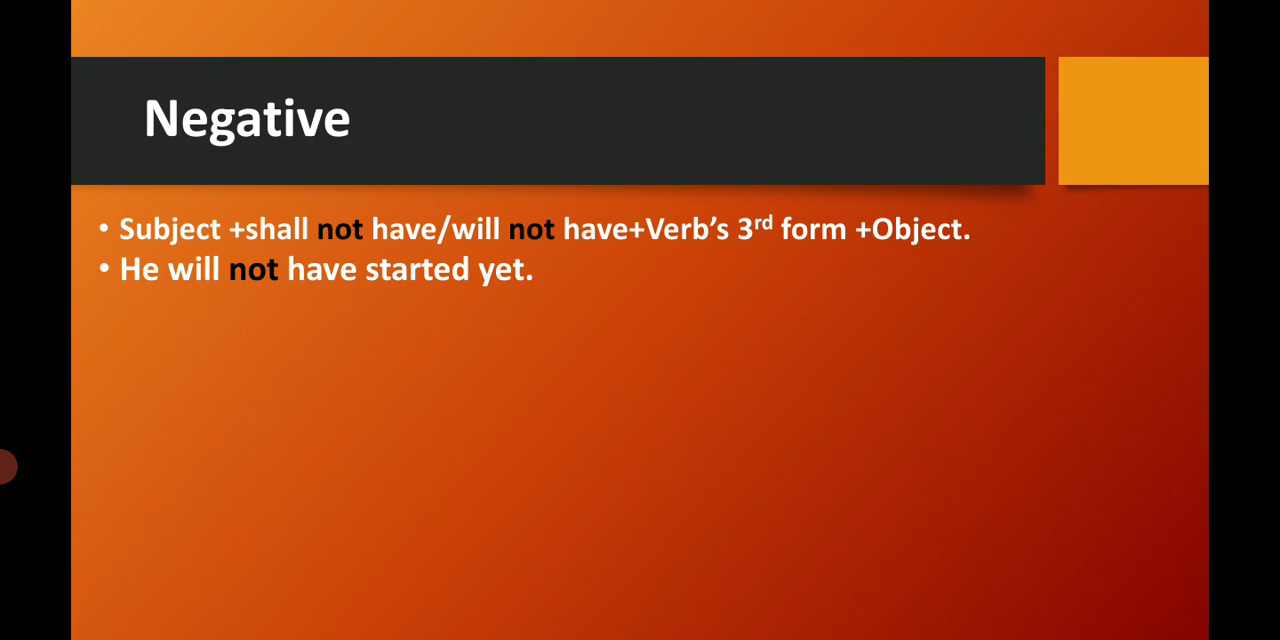 Negative
• Subject +shall not have/will not have+Verb’s 3rd form +Object.
• He will not have started yet.